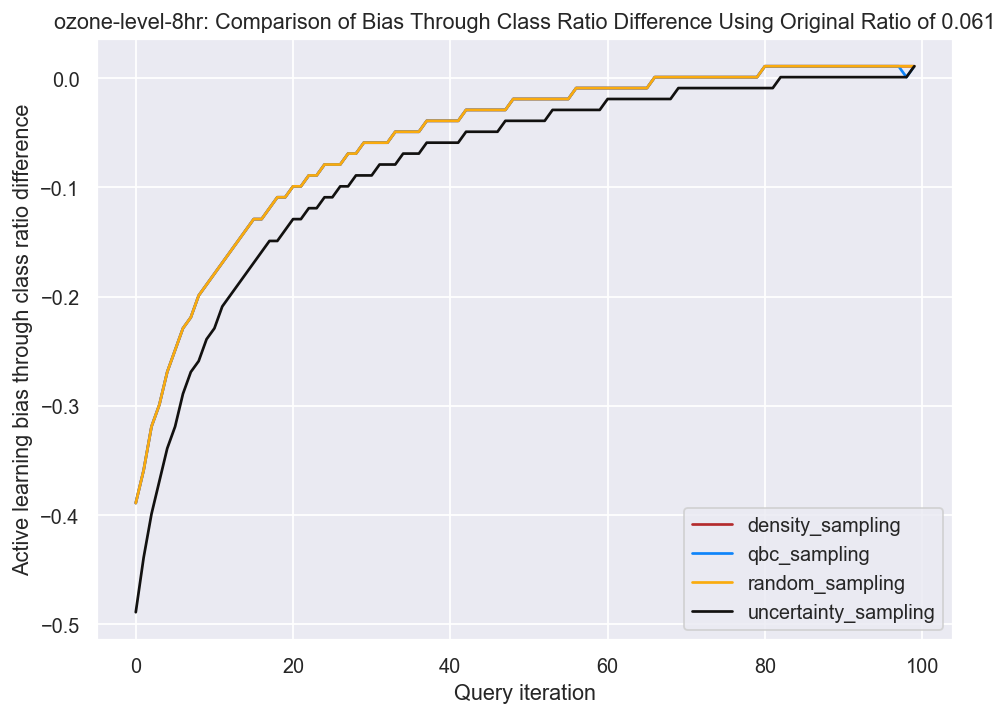 ozone-level-8hr: Comparison of Bias Through Class Ratio Difference Using Original Ratio of 0.061
Active learning bias through class ratio difference
0.0
−0.1
−0.2
−0.3
−0.4
−0.5
density_sampling
qbc_sampling
random_sampling
uncertainty_sampling
0 20 40 60 80 100
Query iteration